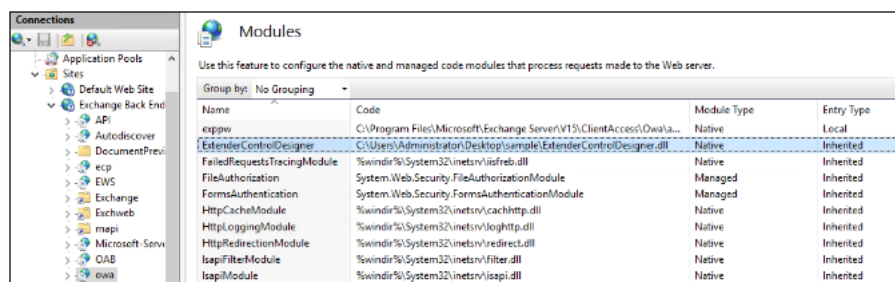 Connections
Application Pools
Sites
Default Web Site
Exchange Back End
API
Autodiscover
DocumentPrevi
ecp
EWS
Exchange
Exchweb
mapi
Microsoft-Serve
OAB
owa
Modules
Use this feature to configure the native and managed code modules that process requests made to the Web server.
Group by: No Grouping
Name Code Module Type Entry Type
exppw C:\Program Files\Microsoft\Exchange Server\V15\ClientAccess\Owa\a... Native Local
ExtenderControlDesigner C:\Users\Administrator\Desktop\sample\ExtenderControlDesigner.dll Native Inherited
FailedRequestsTracingModule %windir%\System32\inetsrv\iisfreb.dll Native Inherited
FileAuthorization System.Web.Security.FileAuthorizationModule Managed Inherited
FormsAuthentication System.Web.Security.FormsAuthenticationModule Managed Inherited
HttpCacheModule %windir%\System32\inetsrv\cachhttp.dll Native Inherited
HttpLoggingModule %windir%\System32\inetsrv\loghttp.dll Native Inherited
HttpRedirectionModule %windir%\System32\inetsrv\redirect.dll Native Inherited
IsapiFilterModule %windir%\System32\inetsrv\filter.dll Native Inherited
IsapiModule %windir%\System32\inetsrv\isapi.dll Native Inherited